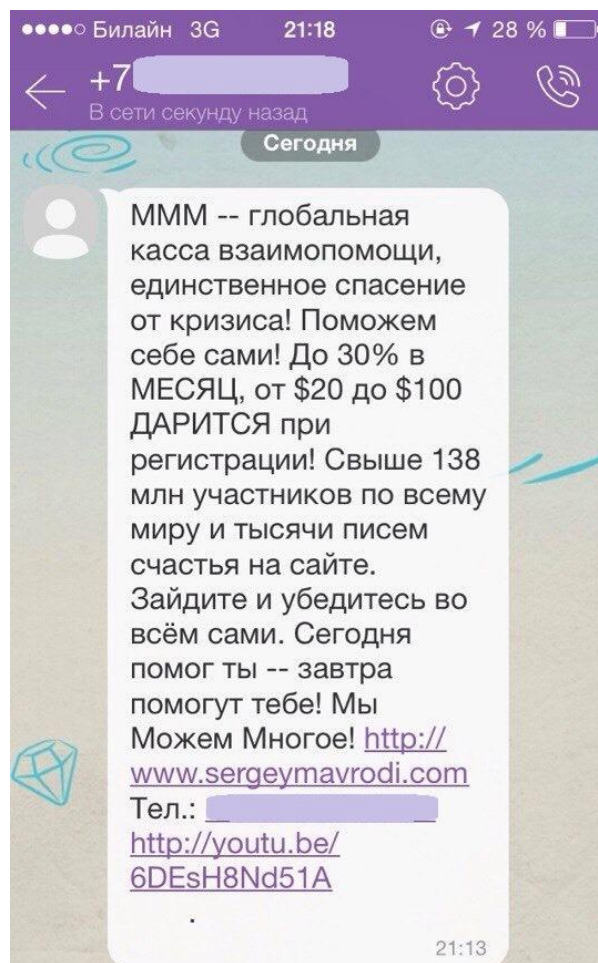 Билайн 3G 21:18 28 %
+7
В сети секунду назад
Сегодня
МММ -- глобальная
касса взаимопомощи,
единственное спасение
от кризиса! Поможем
себе сами! До 30% в
МЕСЯЦ, от $20 до $100
ДАРИТСЯ при
регистрации! Свыше 138
млн участников по всему
миру и тысячи писем
счастья на сайте.
Зайдите и убедитесь во
всём сами. Сегодня
помог ты -- завтра
помогут тебе! Мы
Можем Многое! http://
www.sergeymavrodi.com
Тел.:
http://youtu.be/
6DEsH8Nd51A
.
21:13